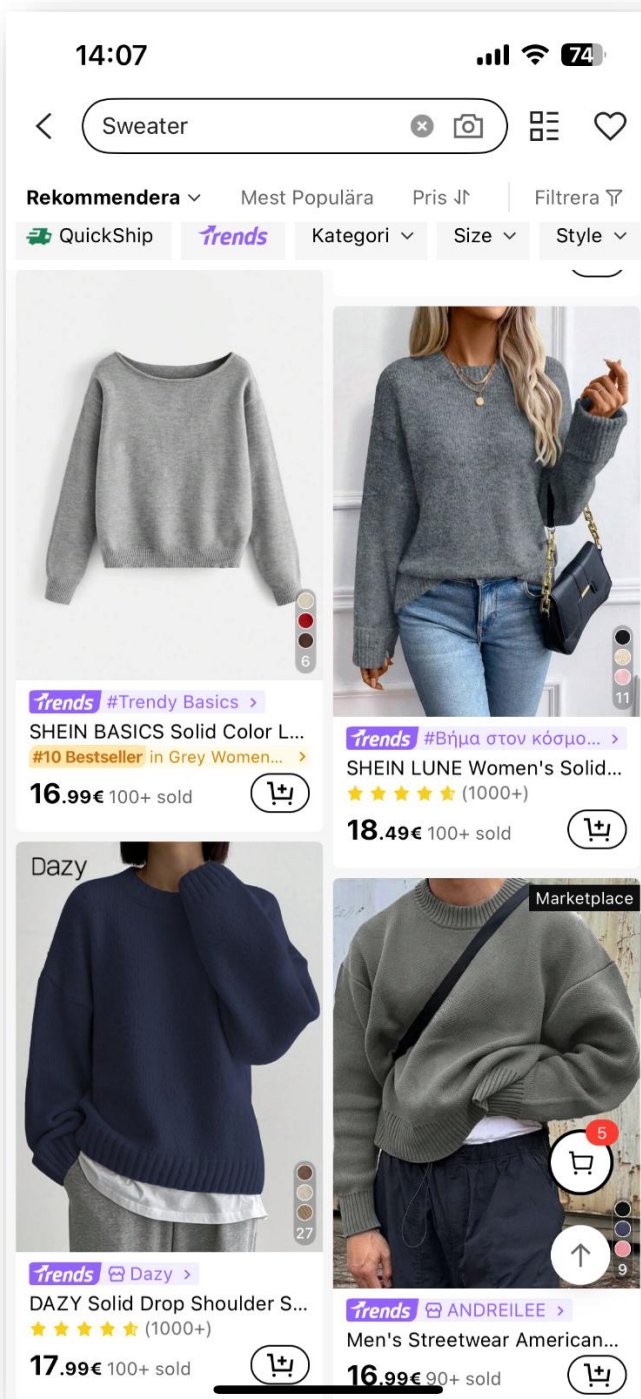 14:07
74
Sweater
Rekommendera
Mest Populära
Pris
Filtrera
QuickShip
Trends
Kategori
Size
Style
6
Trends #Trendy Basics >
SHEIN BASICS Solid Color L...
#10 Bestseller in Grey Women... >
16.99€ 100+ sold
11
Trends #Βήμα στον κόσμο... >
SHEIN LUNE Women's Solid...
(1000+)
18.49€ 100+ sold
Dazy
27
Trends Dazy >
DAZY Solid Drop Shoulder S...
(1000+)
17.99€ 100+ sold
Marketplace
5
9
Trends ANDREILEE >
Men's Streetwear American...
16.99€ 90+ sold